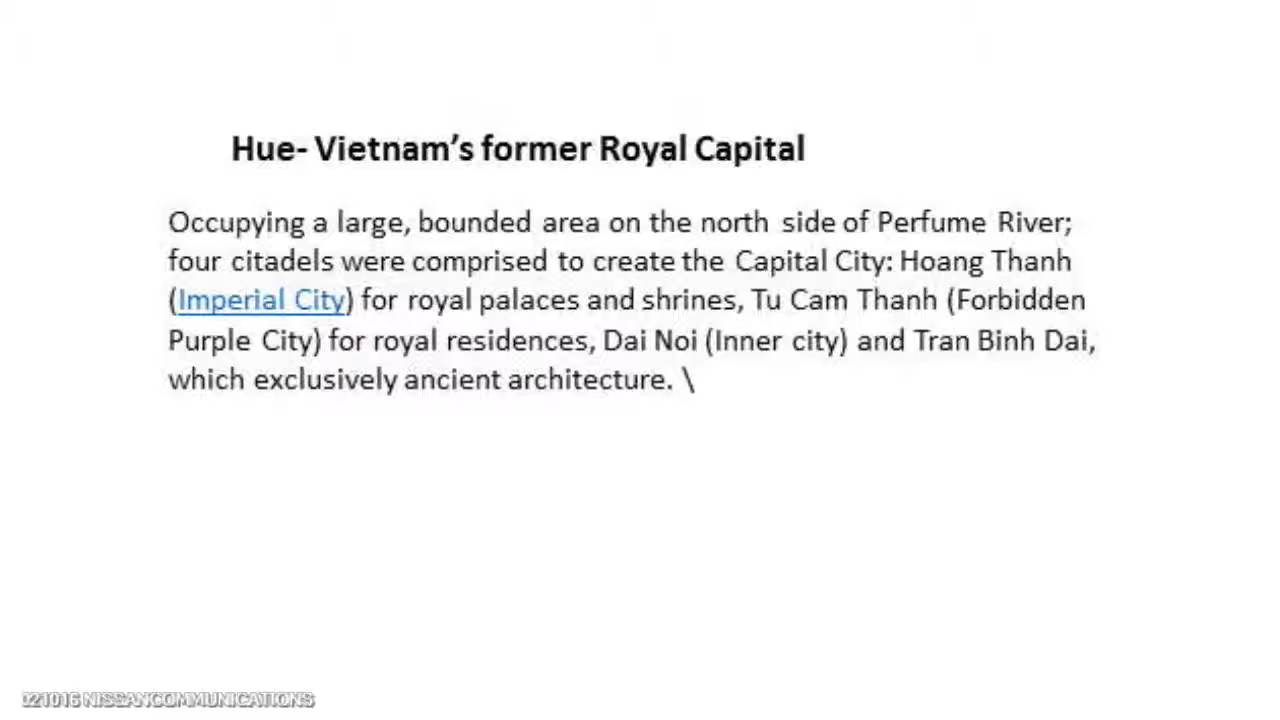 Hue- Vietnam’s former Royal Capital
Occupying a large, bounded area on the north side of Perfume River;
four citadels were comprised to create the Capital City: Hoang Thanh
(Imperial City) for royal palaces and shrines, Tu Cam Thanh (Forbidden
Purple City) for royal residences, Dai Noi (Inner city) and Tran Binh Dai,
which exclusively ancient architecture. \
021016 NISSANCOMMUNICATIONS